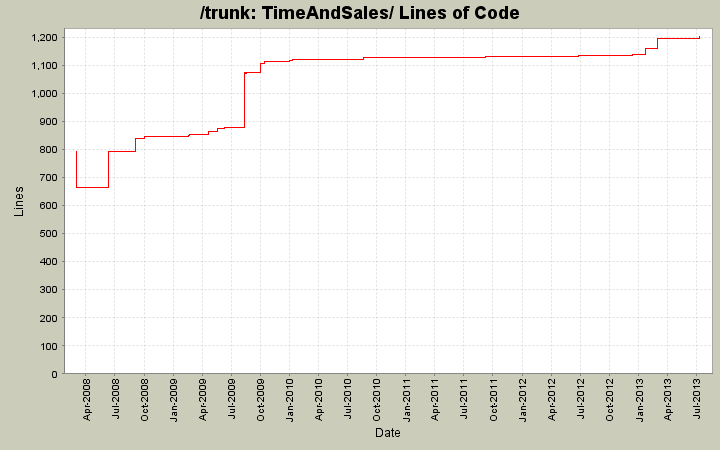 /trunk: TimeAndSales/ Lines of Code
1,200
1,100
1,000
900
800
700
600
500
400
300
200
100
0
Lines
Apr-2008
Jul-2008
Oct-2008
Jan-2009
Apr-2009
Jul-2009
Oct-2009
Jan-2010
Apr-2010
Jul-2010
Oct-2010
Jan-2011
Apr-2011
Jul-2011
Oct-2011
Jan-2012
Apr-2012
Jul-2012
Oct-2012
Jan-2013
Apr-2013
Jul-2013
Date